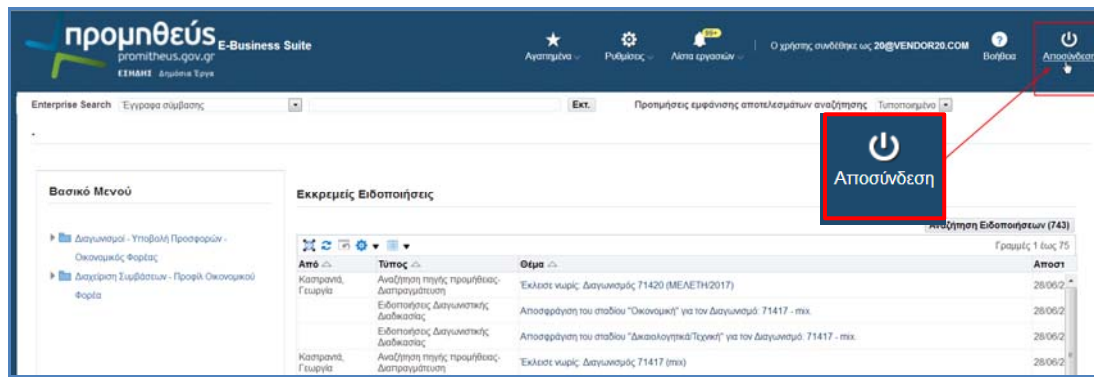 προμηθεύς E-Business Suite
promitheus.gov.gr
ΕΣΗΔΗΣ Δημόσια Έργα
Αγαπημένα
Ρυθμίσεις
99+
Λίστα εργασιών
Ο χρήστης συνδέθηκε ως 20@VENDOR20.COM
Βοήθεια
Αποσύνδεση
Enterprise Search Έγγραφα σύμβασης Εκτ. Προτιμήσεις εμφάνισης αποτελεσμάτων αναζήτησης Τυποποιημένο
Αποσύνδεση
Βασικό Μενού
Διαγωνισμοί - Υποβολή Προσφορών -
Οικονομικός Φορέας
Διαχείριση Συμβάσεων - Προφίλ Οικονομικού
Φορέα
Εκκρεμείς Ειδοποιήσεις
Αναζήτηση Ειδοποιήσεων (743)
Γραμμές 1 έως 75
Από Τύπος Θέμα Αποστ
Καστραντά, Γεωργία
Αναζήτηση πηγής προμήθειας-
Διαπραγμάτευση
Έκλεισε νωρίς: Διαγωνισμός 71420 (ΜΕΛΕΤΗ/2017) 28/06/2
Ειδοποιήσεις Διαγωνιστικής
Διαδικασίας
Αποσφράγιση του σταδίου "Οικονομική" για τον Διαγωνισμό: 71417 - mix. 28/06/2
Ειδοποιήσεις Διαγωνιστικής
Διαδικασίας
Αποσφράγιση του σταδίου "Δικαιολογητικά/Τεχνική" για τον Διαγωνισμό: 71417 - mix. 28/06/2
Καστραντά, Γεωργία
Αναζήτηση πηγής προμήθειας-
Διαπραγμάτευση
Έκλεισε νωρίς: Διαγωνισμός 71417 (mix) 28/06/2